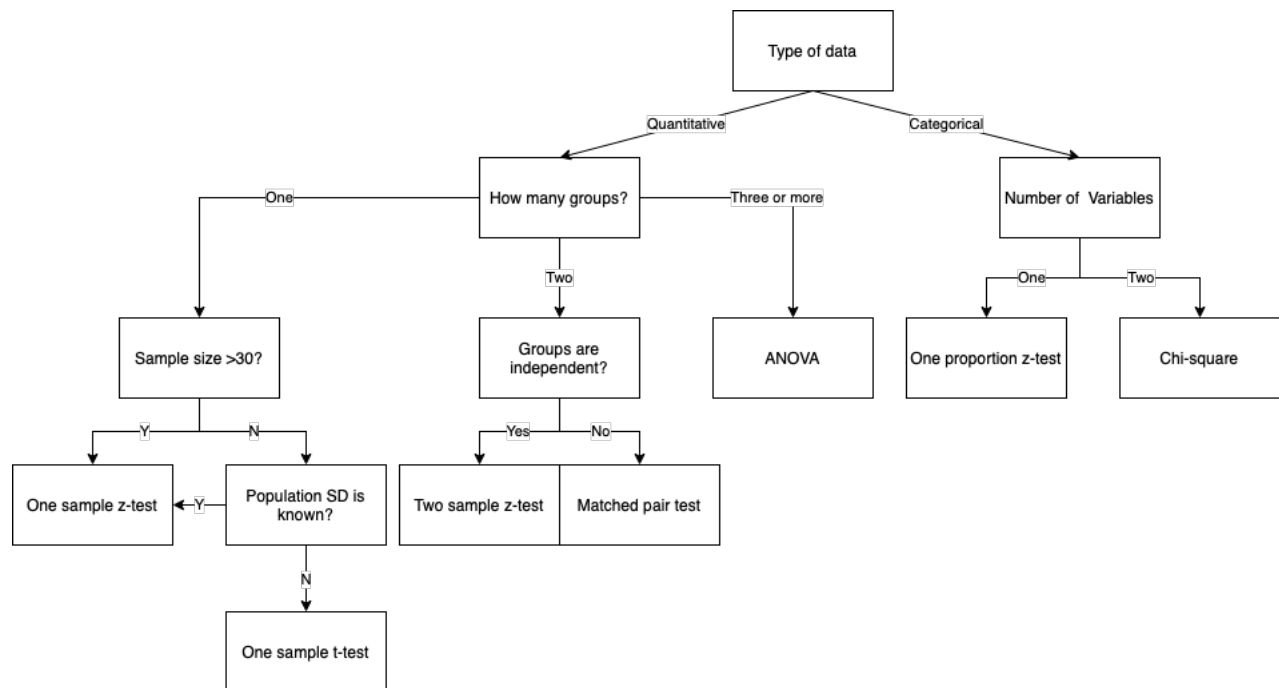 Type of data
Quantitative
Categorical
How many groups?
Number of  Variables
One
Three or more
Two
One
Two
Sample size >30?
Groups are
independent?
ANOVA
One proportion z-test
Chi-square
Y
N
Yes
No
One sample z-test
Y
Population SD is
known?
Two sample z-test
Matched pair test
N
One sample t-test